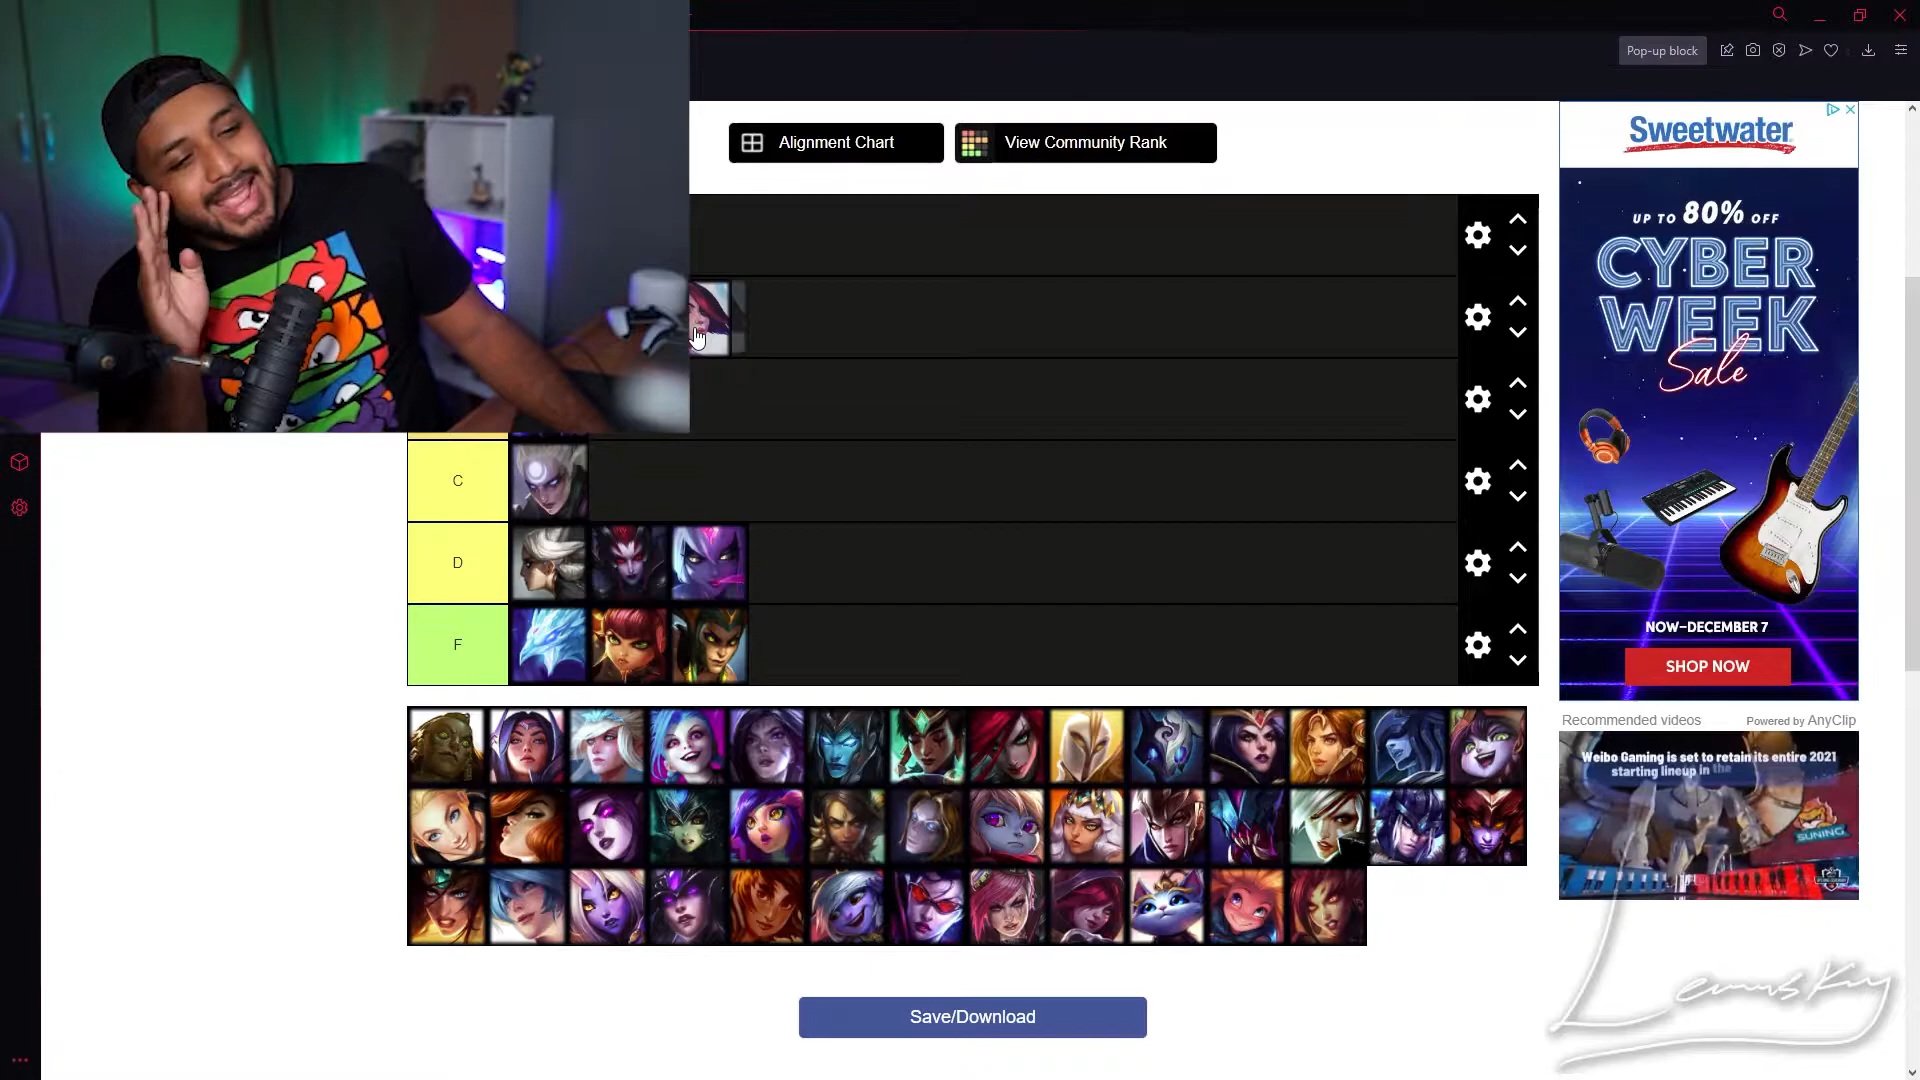 Pop-up block
Alignment Chart
View Community Rank
Sweetwater
UP TO 80% OFF
CYBER
WEEK
Sale
C
D
F
NOW–DECEMBER 7
SHOP NOW
Recommended videos
Powered by AnyClip
Weibo Gaming is set to retain its entire 2021
starting lineup in the
SUNING
Save/Download